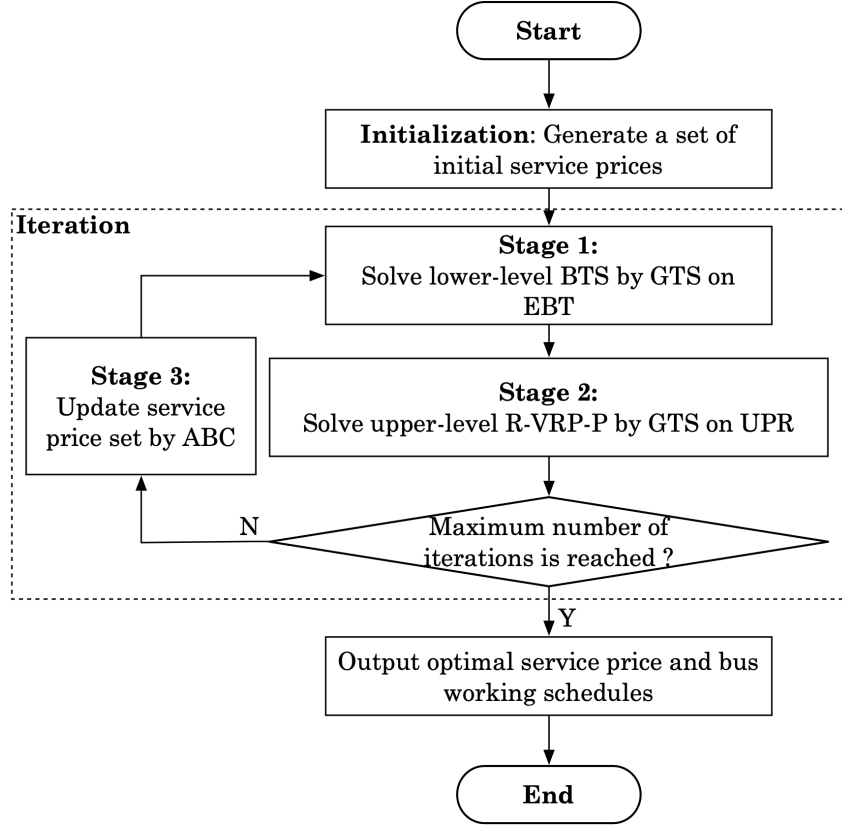 Start
Initialization: Generate a set of
initial service prices
Iteration
Stage 1:
Solve lower-level BTS by GTS on
EBT
Stage 3:
Update service
price set by ABC
Stage 2:
Solve upper-level R-VRP-P by GTS on UPR
N
Maximum number of
iterations is reached ?
Y
Output optimal service price and bus
working schedules
End